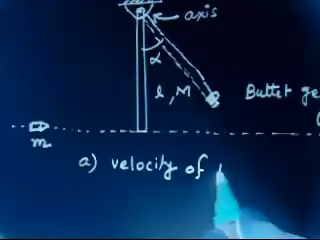 axis
α
l, M
Bullet ge
m
a) velocity of